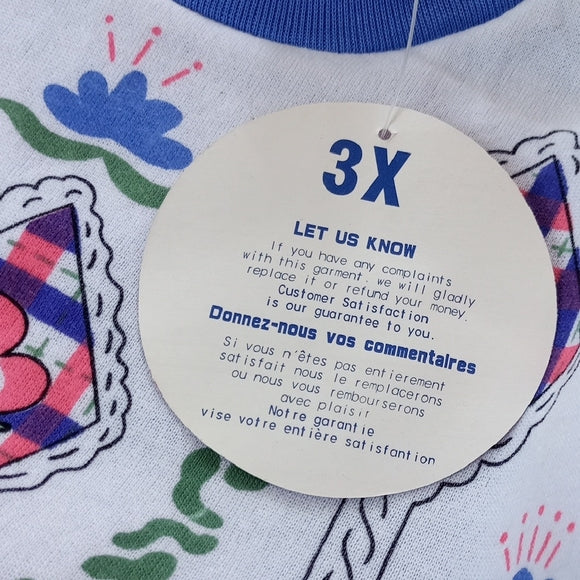 3X
LET US KNOW
If you have any complaints
with this garment. we will gladly
replace it or refund your money.
Customer Satisfaction
is our guarantee to you.
Donnez-nous vos commentaires
Si vous n'êtes pas entierement
satisfait nous le remplacerons
ou nous vous rembourserons
avec plaisir
Notre garantie
vise votre entière satisfantion